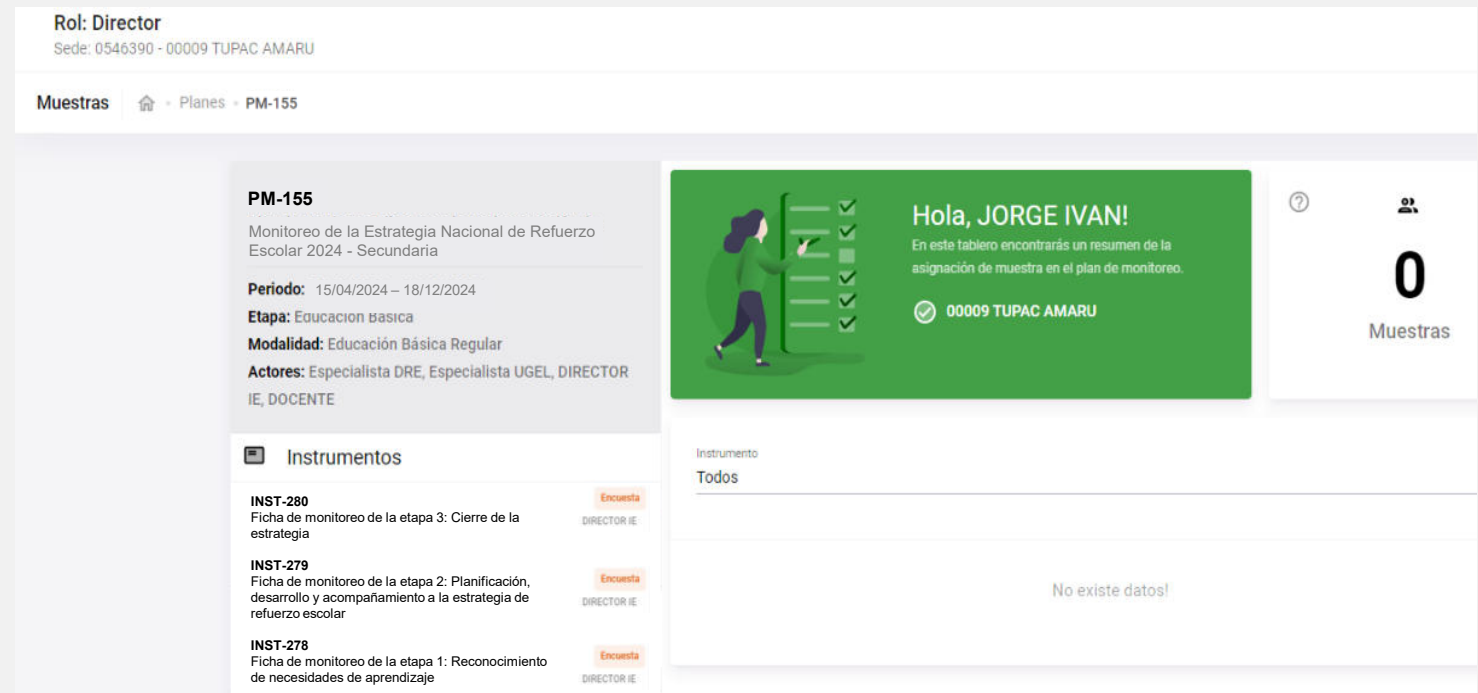 Rol: Director
Sede: 0546390 - 00009 TUPAC AMARU
Muestras
Planes
PM-155
PM-155
Monitoreo de la Estrategia Nacional de Refuerzo
Escolar 2024 - Secundaria
Periodo: 15/04/2024 – 18/12/2024
Etapa: Educación Básica
Modalidad: Educación Básica Regular
Actores: Especialista DRE, Especialista UGEL, DIRECTOR
IE, DOCENTE
Instrumentos
INST-280
Encuesta
Ficha de monitoreo de la etapa 3: Cierre de la
estrategia
DIRECTOR IE
INST-279
Encuesta
Ficha de monitoreo de la etapa 2: Planificación,
desarrollo y acompañamiento a la estrategia de
refuerzo escolar
DIRECTOR IE
INST-278
Encuesta
Ficha de monitoreo de la etapa 1: Reconocimiento
de necesidades de aprendizaje
DIRECTOR IE
Hola, JORGE IVAN!
En este tablero encontrarás un resumen de la
asignación de muestra en el plan de monitoreo.
00009 TUPAC AMARU
?
0
Muestras
Instrumento
Todos
No existe datos!